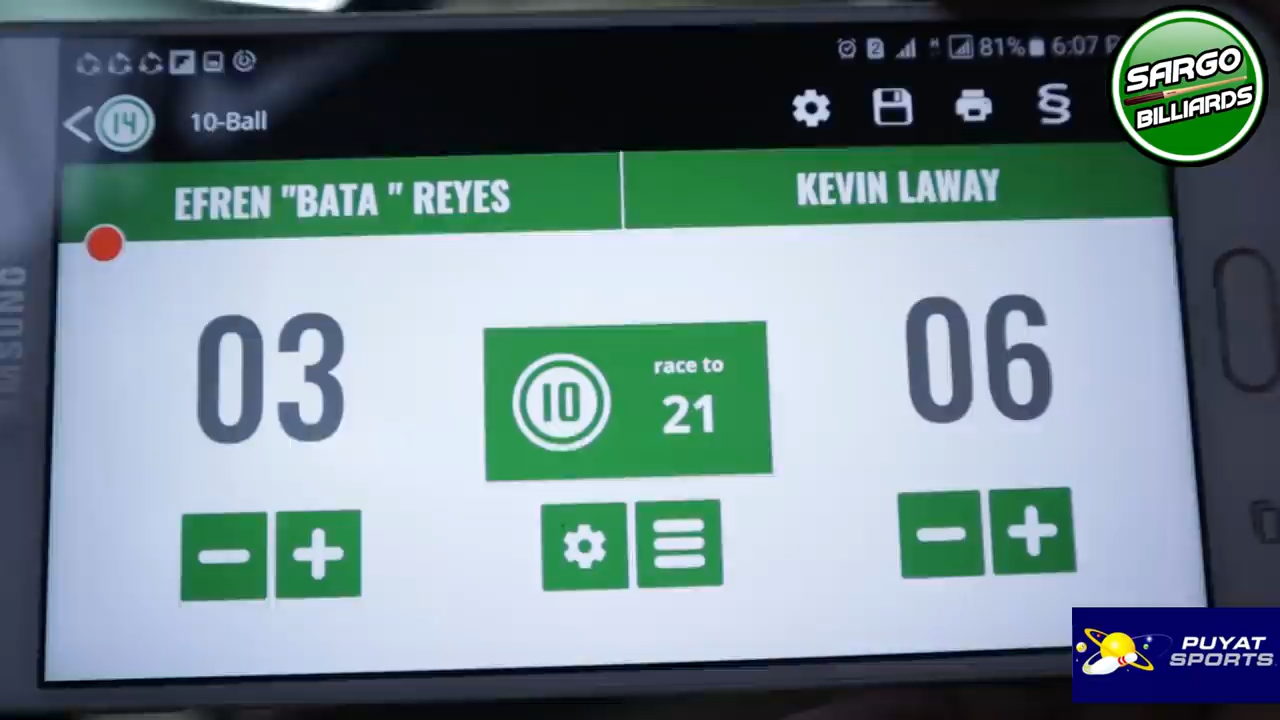 81% 6:07 P
SARGO
BILLIARDS
14
10-Ball
EFREN "BATA " REYES
KEVIN LAWAY
03
06
10
race to
21
PUYAT
SPORTS